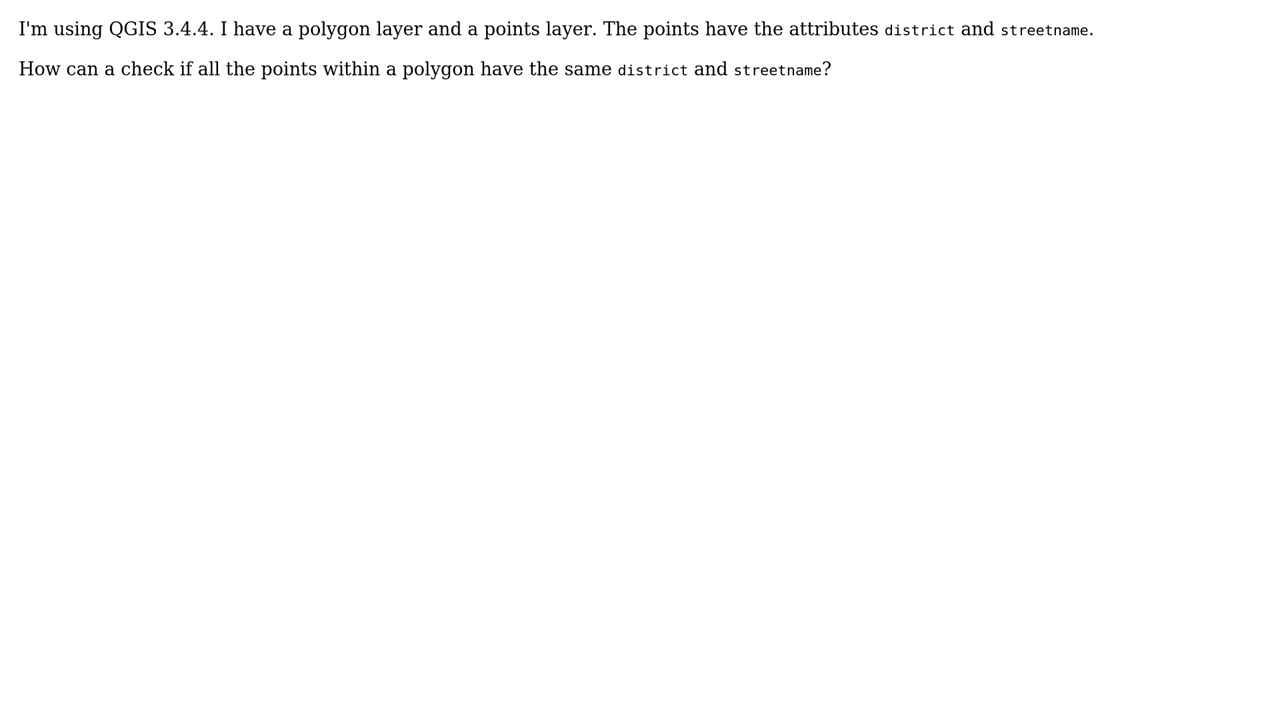 I'm using QGIS 3.4.4. I have a polygon layer and a points layer. The points have the attributes district and streetname.
How can a check if all the points within a polygon have the same district and streetname?